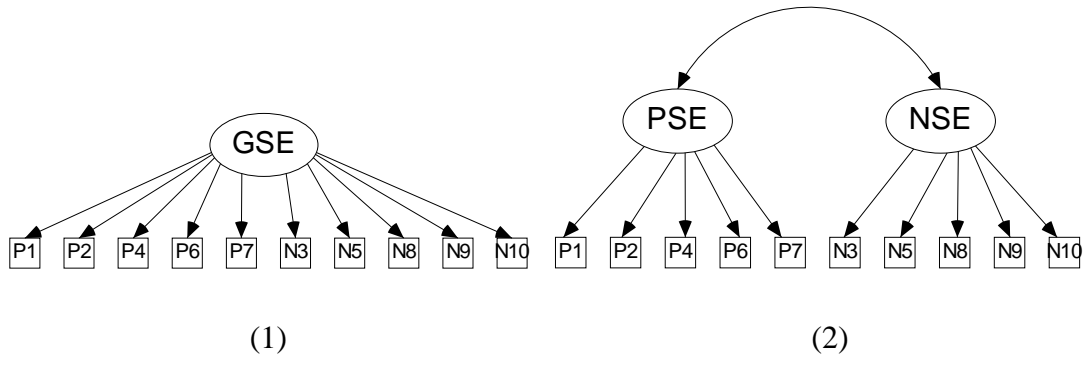 GSE
P1 P2 P4 P6 P7 N3 N5 N8 N9 N10
(1)
PSE NSE
P1 P2 P4 P6 P7 N3 N5 N8 N9 N10
(2)